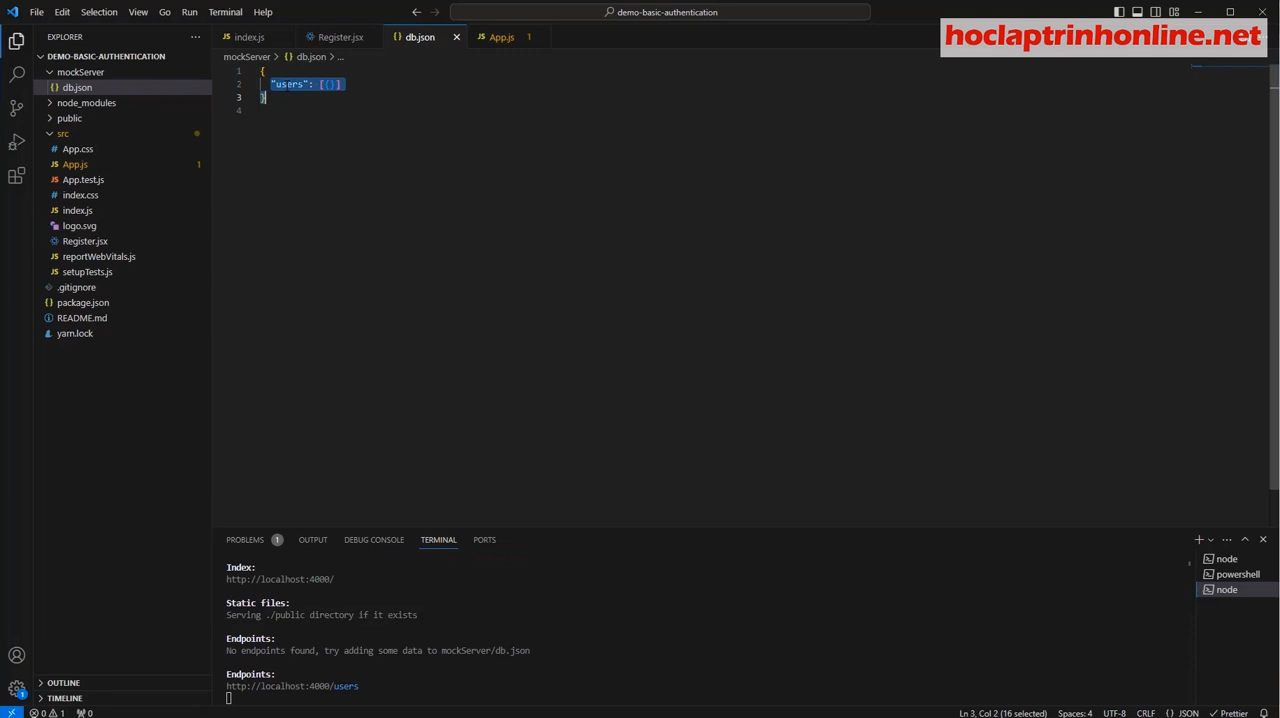 File Edit Selection View Go Run Terminal Help
demo-basic-authentication
hoclaptrinhonline.net
EXPLORER
DEMO-BASIC-AUTHENTICATION
mockServer
db.json
node_modules
public
src
App.css
App.js 1
App.test.js
index.css
index.js
logo.svg
Register.jsx
reportWebVitals.js
setupTests.js
.gitignore
package.json
README.md
yarn.lock
OUTLINE
TIMELINE
index.js Register.jsx db.json App.js 1
mockServer > {} db.json > ...
1 {
2 "users": [{}]
3 }
4
PROBLEMS 1 OUTPUT DEBUG CONSOLE TERMINAL PORTS
Index:
http://localhost:4000/
Static files:
Serving ./public directory if it exists
Endpoints:
No endpoints found, try adding some data to mockServer/db.json
Endpoints:
http://localhost:4000/users
node
powershell
node
1
0 1 0 Ln 3, Col 2 (16 selected) Spaces: 4 UTF-8 CRLF {} JSON Prettier